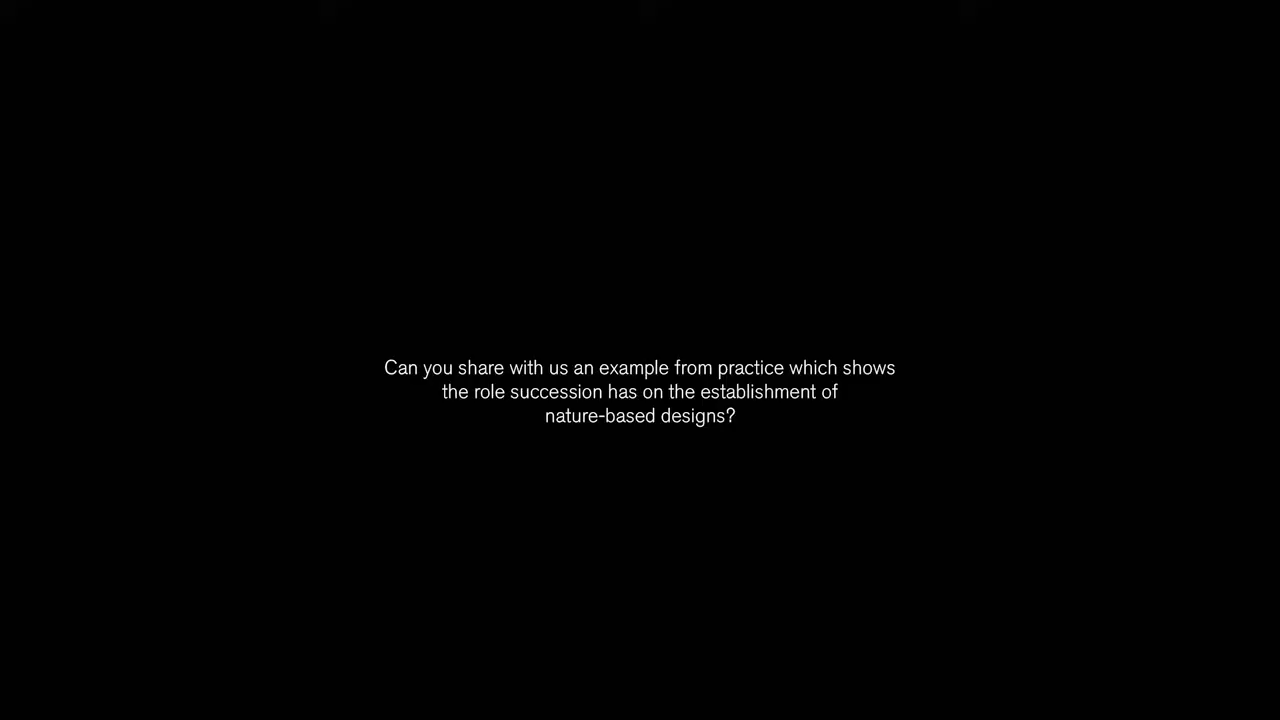 Can you share with us an example from practice which shows
the role succession has on the establishment of
nature-based designs?